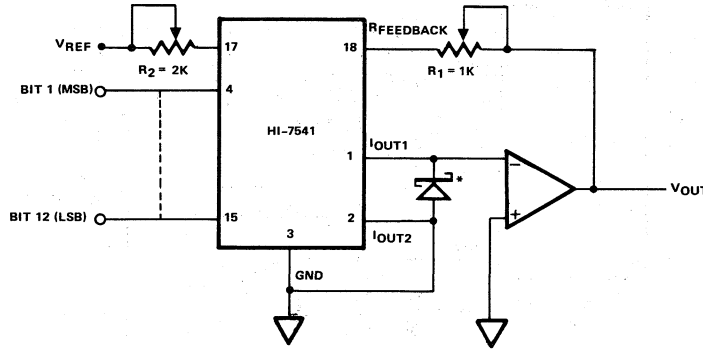 RFEEDBACK
VREF
17
18
R2 = 2K
R1 = 1K
BIT 1 (MSB)
4
HI-7541
IOUT1
1
*
−
VOUT
BIT 12 (LSB)
15
2
+
IOUT2
3
GND